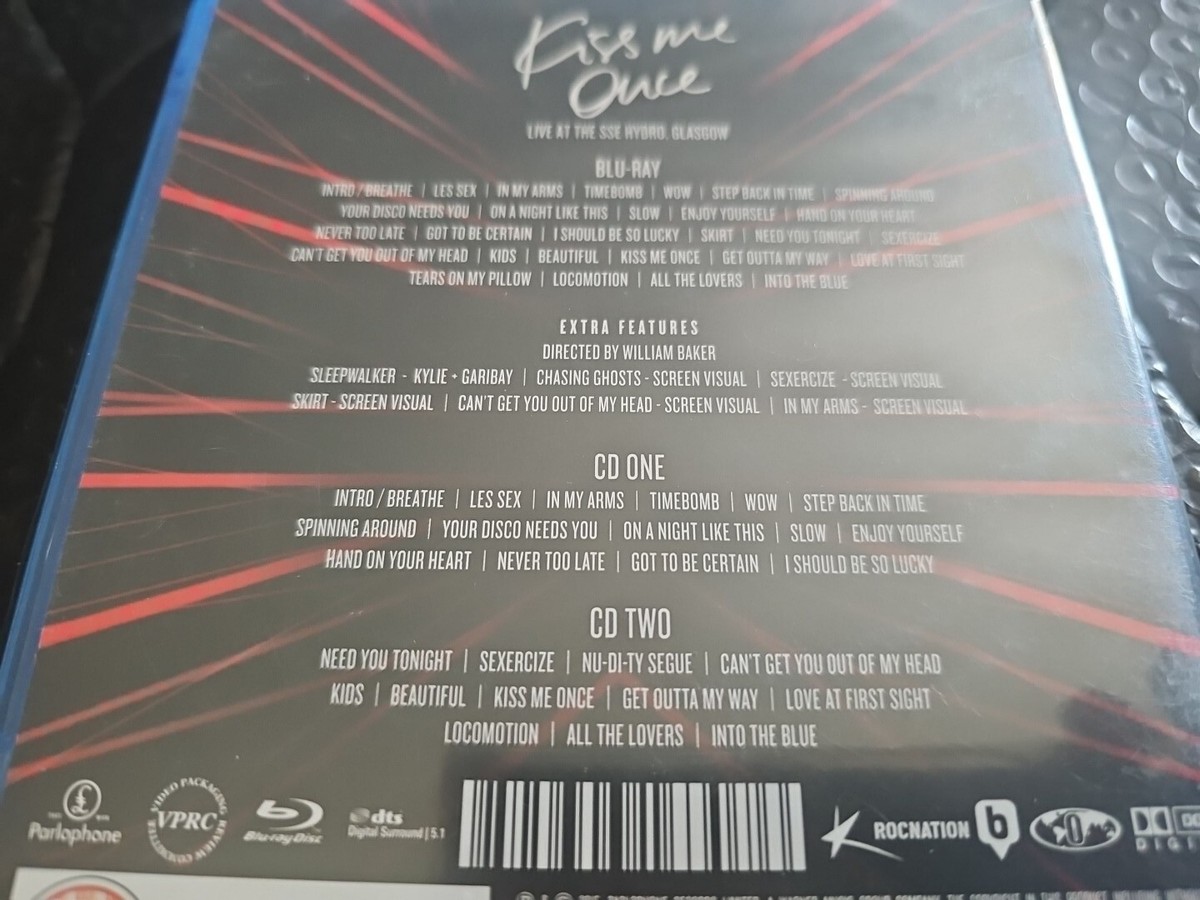 Kiss me
Once
LIVE AT THE SSE HYDRO, GLASGOW
BLU-RAY
INTRO / BREATHE | LES SEX | IN MY ARMS | TIMEBOMB | WOW | STEP BACK IN TIME | SPINNING AROUND
YOUR DISCO NEEDS YOU | ON A NIGHT LIKE THIS | SLOW | ENJOY YOURSELF | HAND ON YOUR HEART
NEVER TOO LATE | GOT TO BE CERTAIN | I SHOULD BE SO LUCKY | SKIRT | NEED YOU TONIGHT | SEXERCIZE
CAN'T GET YOU OUT OF MY HEAD | KIDS | BEAUTIFUL | KISS ME ONCE | GET OUTTA MY WAY | LOVE AT FIRST SIGHT
TEARS ON MY PILLOW | LOCOMOTION | ALL THE LOVERS | INTO THE BLUE
EXTRA FEATURES
DIRECTED BY WILLIAM BAKER
SLEEPWALKER - KYLIE + GARIBAY | CHASING GHOSTS - SCREEN VISUAL | SEXERCIZE - SCREEN VISUAL
SKIRT - SCREEN VISUAL | CAN'T GET YOU OUT OF MY HEAD - SCREEN VISUAL | IN MY ARMS - SCREEN VISUAL
CD ONE
INTRO / BREATHE | LES SEX | IN MY ARMS | TIMEBOMB | WOW | STEP BACK IN TIME
SPINNING AROUND | YOUR DISCO NEEDS YOU | ON A NIGHT LIKE THIS | SLOW | ENJOY YOURSELF
HAND ON YOUR HEART | NEVER TOO LATE | GOT TO BE CERTAIN | I SHOULD BE SO LUCKY
CD TWO
NEED YOU TONIGHT | SEXERCIZE | NU-DI-TY SEGUE | CAN'T GET YOU OUT OF MY HEAD
KIDS | BEAUTIFUL | KISS ME ONCE | GET OUTTA MY WAY | LOVE AT FIRST SIGHT
LOCOMOTION | ALL THE LOVERS | INTO THE BLUE
£
Parlophone
VIDEO PACKAGING REVIEW COMMITTEE
VPRC
Blu-ray Disc
dts
Digital Surround | 5.1
K ROCNATION b 0
DIGI